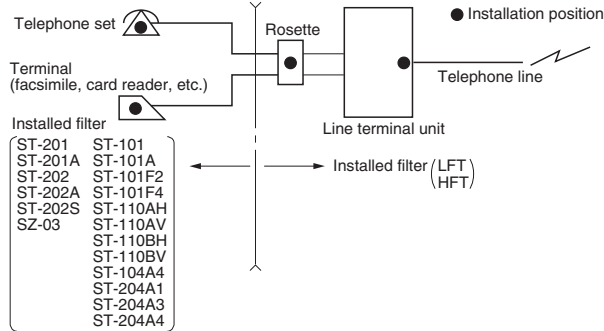 Telephone set
Rosette
● Installation position
Terminal
(facsimile, card reader, etc.)
Telephone line
Line terminal unit
Installed filter
ST-201 ST-101
ST-201A ST-101A
ST-202 ST-101F2
ST-202A ST-101F4
ST-202S ST-110AH
SZ-03 ST-110AV
ST-110BH
ST-110BV
ST-104A4
ST-204A1
ST-204A3
ST-204A4
Installed filter (LFT
HFT)